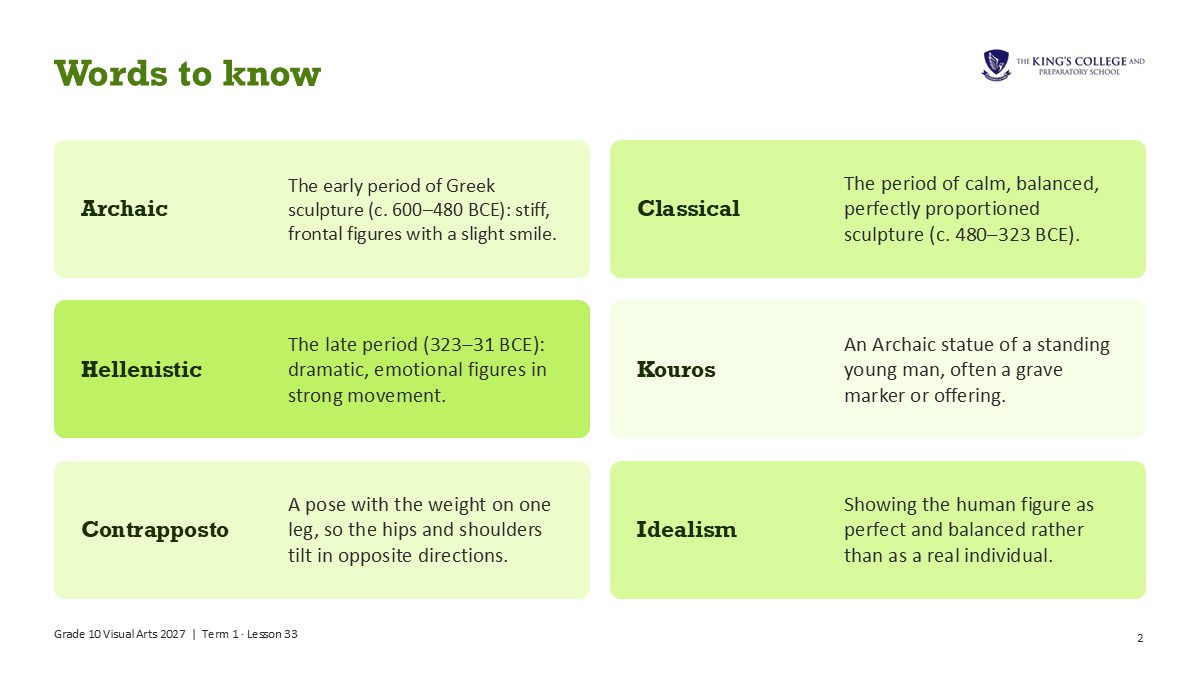 Words to know
THE KING'S COLLEGE AND
PREPARATORY SCHOOL
Archaic
The early period of Greek
sculpture (c. 600–480 BCE): stiff,
frontal figures with a slight smile.
Classical
The period of calm, balanced,
perfectly proportioned
sculpture (c. 480–323 BCE).
Hellenistic
The late period (323–31 BCE):
dramatic, emotional figures in
strong movement.
Kouros
An Archaic statue of a standing
young man, often a grave
marker or offering.
Contrapposto
A pose with the weight on one
leg, so the hips and shoulders
tilt in opposite directions.
Idealism
Showing the human figure as
perfect and balanced rather
than as a real individual.
Grade 10 Visual Arts 2027 | Term 1 · Lesson 33
2